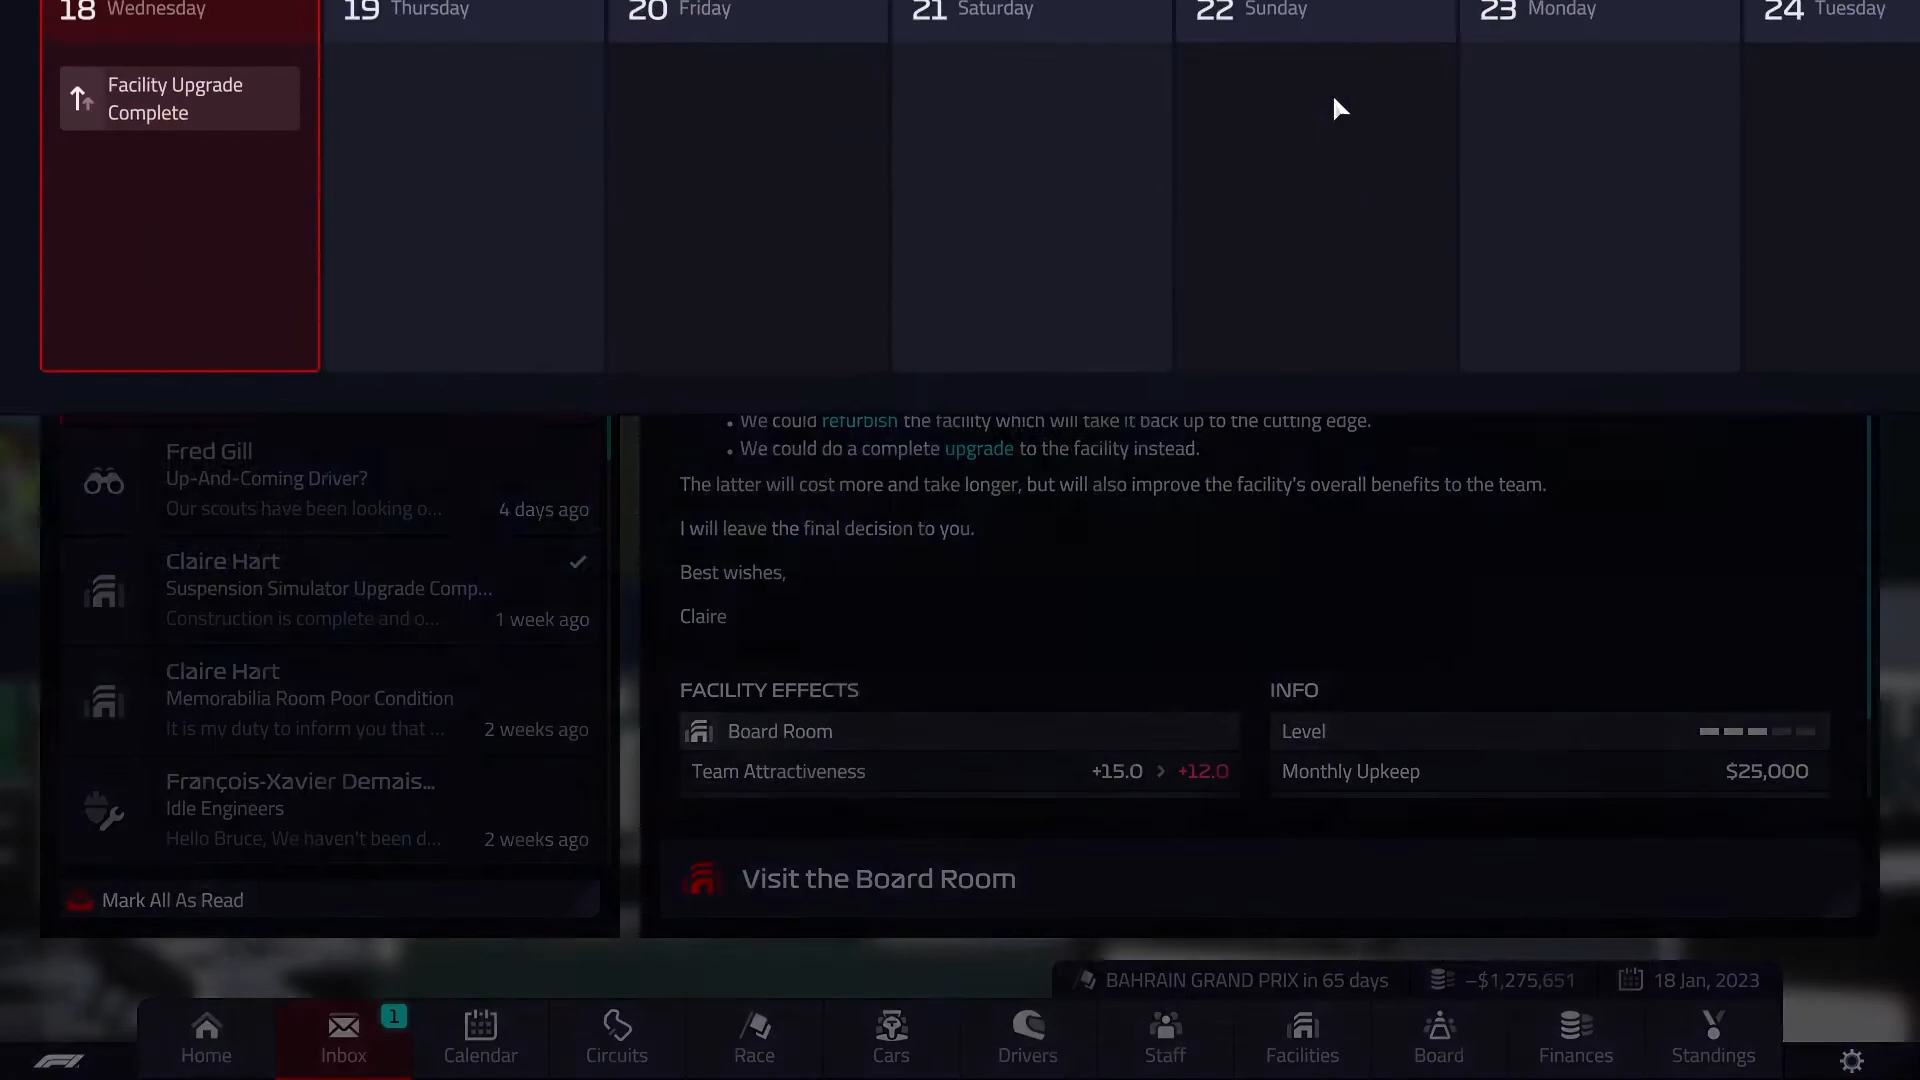 18 Wednesday
19 Thursday
20 Friday
21 Saturday
22 Sunday
23 Monday
24 Tuesday
Facility Upgrade
Complete
Fred Gill
Up-And-Coming Driver?
Our scouts have been looking o...
4 days ago
Claire Hart
Suspension Simulator Upgrade Comp...
Construction is complete and o...
1 week ago
Claire Hart
Memorabilia Room Poor Condition
It is my duty to inform you that ...
2 weeks ago
François-Xavier Demais...
Idle Engineers
Hello Bruce, We haven't been d...
2 weeks ago
Mark All As Read
• We could refurbish the facility which will take it back up to the cutting edge.
• We could do a complete upgrade to the facility instead.
The latter will cost more and take longer, but will also improve the facility's overall benefits to the team.
I will leave the final decision to you.
Best wishes,
Claire
FACILITY EFFECTS
Board Room
Team Attractiveness +15.0 > +12.0
INFO
Level
Monthly Upkeep $25,000
Visit the Board Room
BAHRAIN GRAND PRIX in 65 days
-$1,275,651
18 Jan, 2023
Home
Inbox
1
Calendar
Circuits
Race
Cars
Drivers
Staff
Facilities
Board
Finances
Standings